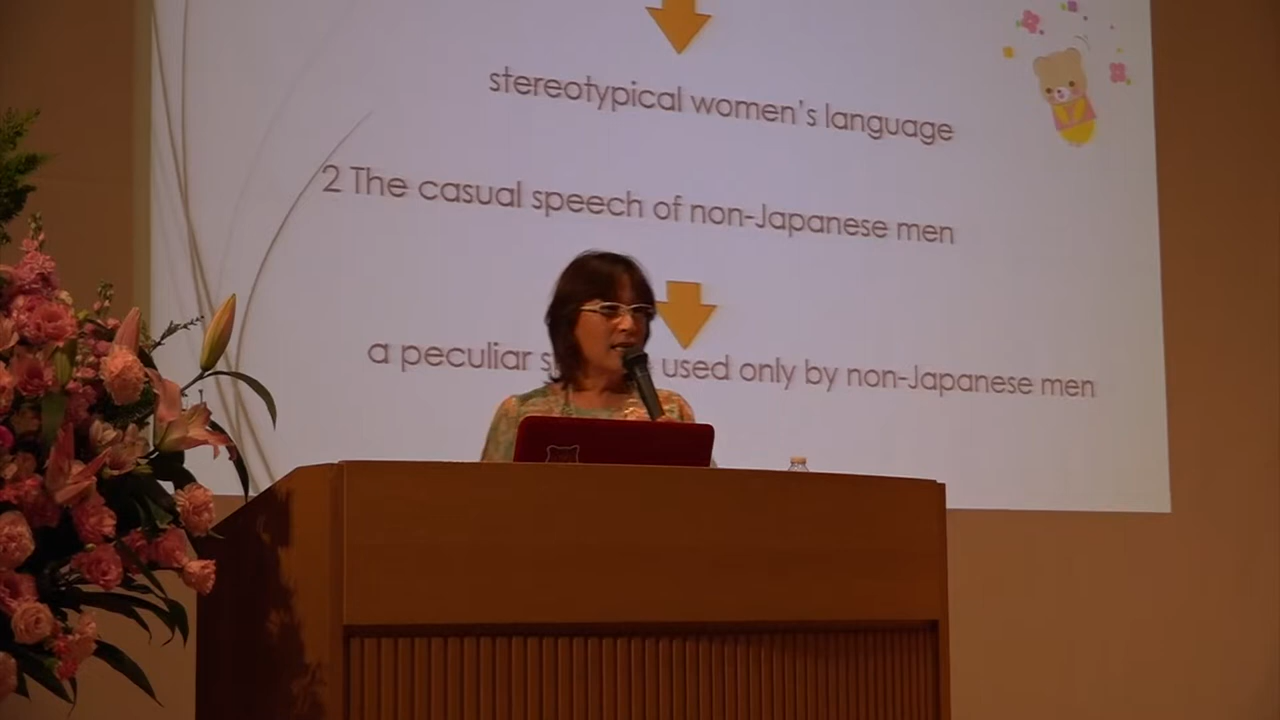 stereotypical women's language
2 The casual speech of non-Japanese men
a peculiar s used only by non-Japanese men